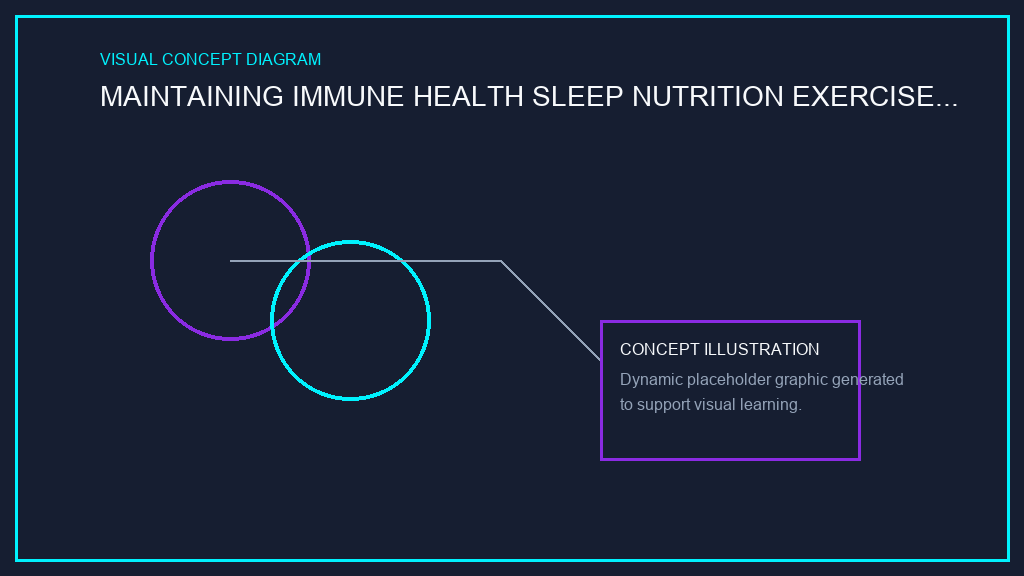 VISUAL CONCEPT DIAGRAM
MAINTAINING IMMUNE HEALTH SLEEP NUTRITION EXERCISE...
CONCEPT ILLUSTRATION
Dynamic placeholder graphic generated
to support visual learning.